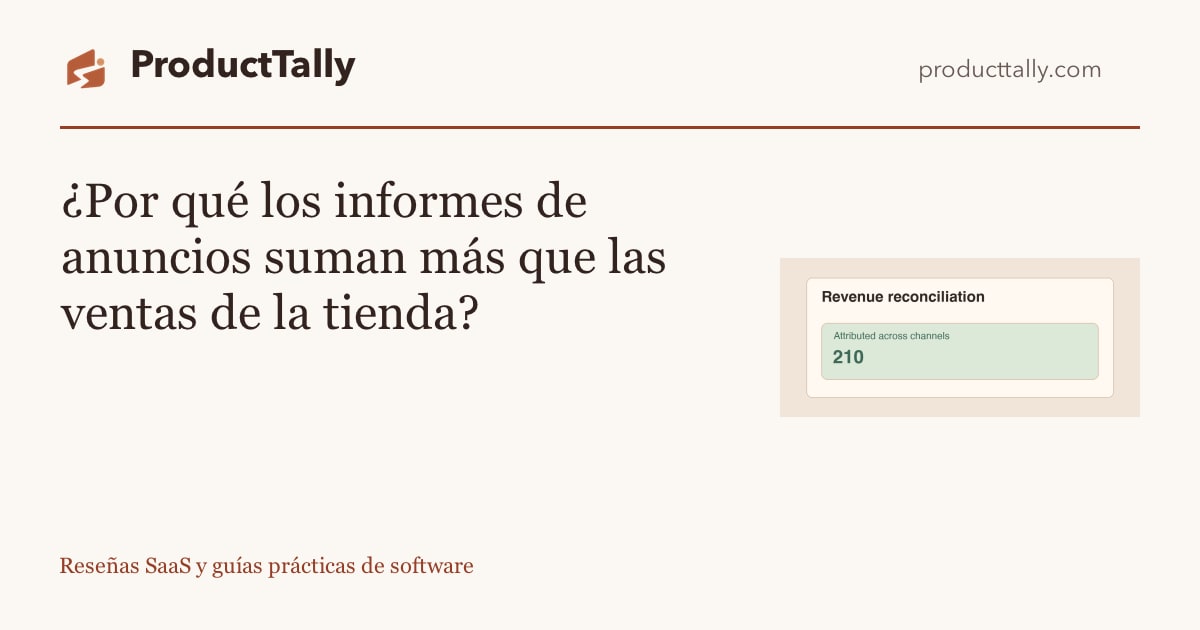 ProductTally
producttally.com
¿Por qué los informes de
anuncios suman más que las
ventas de la tienda?
Revenue reconciliation
Attributed across channels
210
Reseñas SaaS y guías prácticas de software